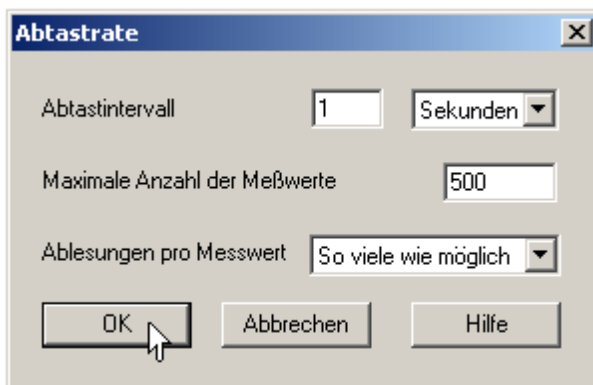 Abtastrate
Abtastintervall 1 Sekunden
Maximale Anzahl der Meßwerte 500
Ablesungen pro Messwert So viele wie möglich
OK Abbrechen Hilfe